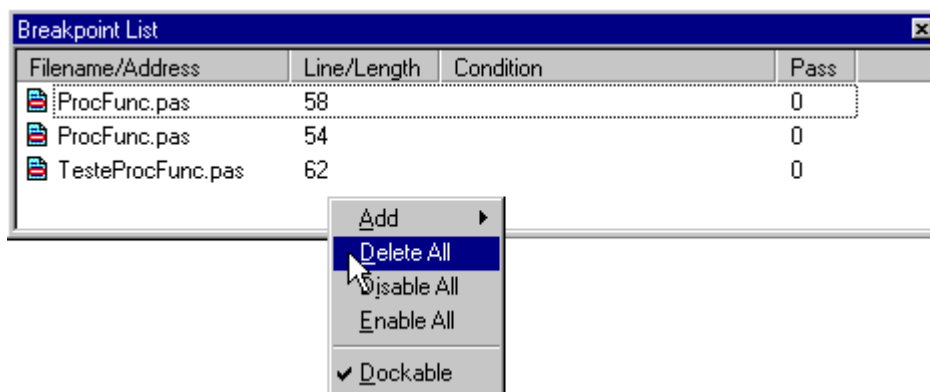 Breakpoint List
Filename/Address Line/Length Condition Pass
ProcFunc.pas 58 0
ProcFunc.pas 54 0
TesteProcFunc.pas 62 0
Add
Delete All
Disable All
Enable All
Dockable